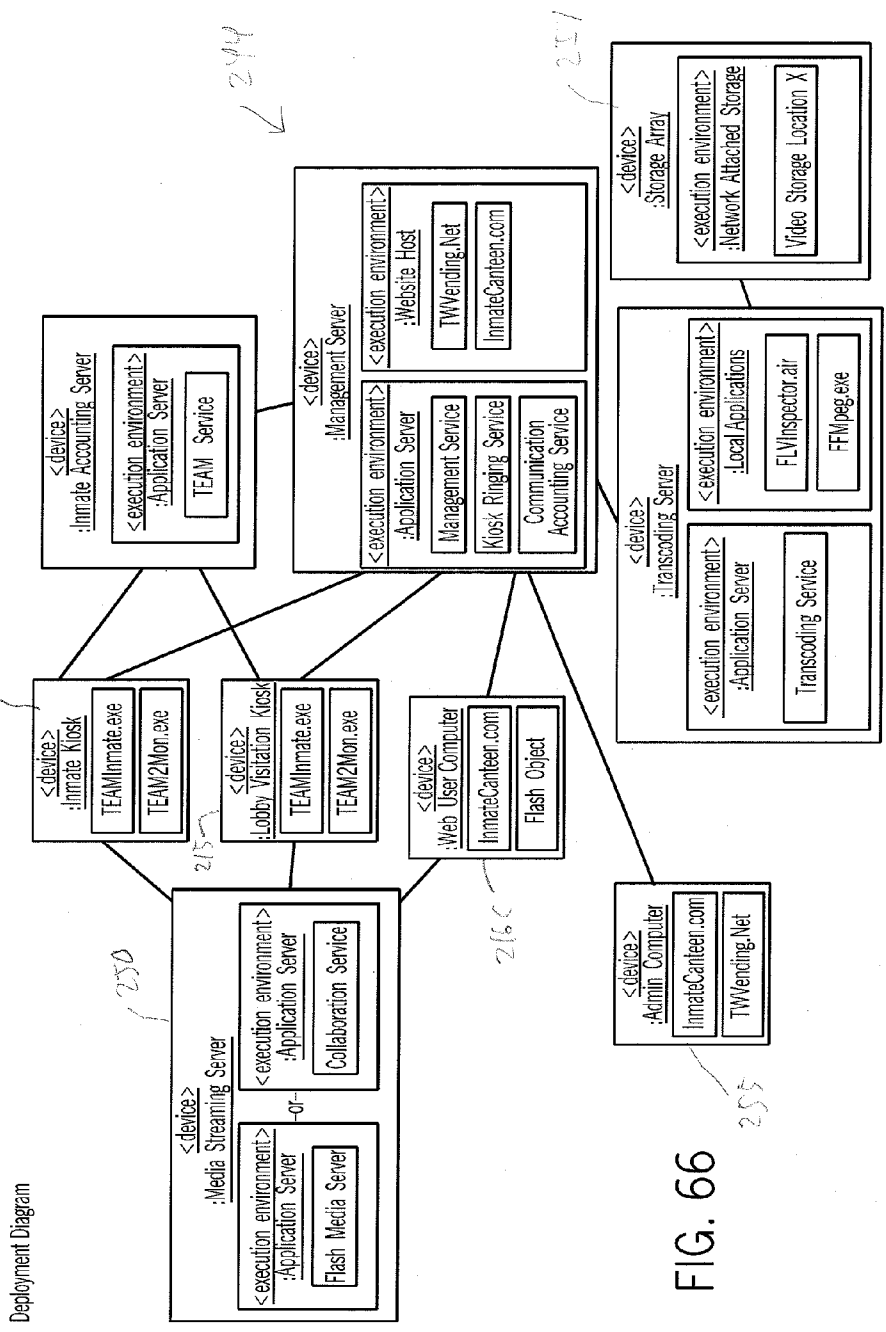 Deployment Diagram
<device>
:Media Streaming Server
<execution environment>
:Application Server
Flash Media Server
-or-
<execution environment>
:Application Server
Collaboration Service
250
<device>
:Inmate Kiosk
TEAMInmate.exe
TEAM2Mon.exe
<device>
:Lobby Visitation Kiosk
TEAMInmate.exe
TEAM2Mon.exe
215
<device>
:Web User Computer
InmateCanteen.com
Flash Object
216c
<device>
:Admin Computer
InmateCanteen.com
TWVending.Net
255
<device>
:Inmate Accounting Server
<execution environment>
:Application Server
TEAM Service
<device>
:Management Server
<execution environment>
:Application Server
Management Service
Kiosk Ringing Service
Communication
Accounting Service
<execution environment>
:Website Host
TWVending.Net
InmateCanteen.com
244
<device>
:Transcoding Server
<execution environment>
:Application Server
Transcoding Service
<execution environment>
:Local Applications
FLVInspector.air
FFMpeg.exe
<device>
:Storage Array
<execution environment>
:Network Attached Storage
Video Storage Location X
FIG. 66